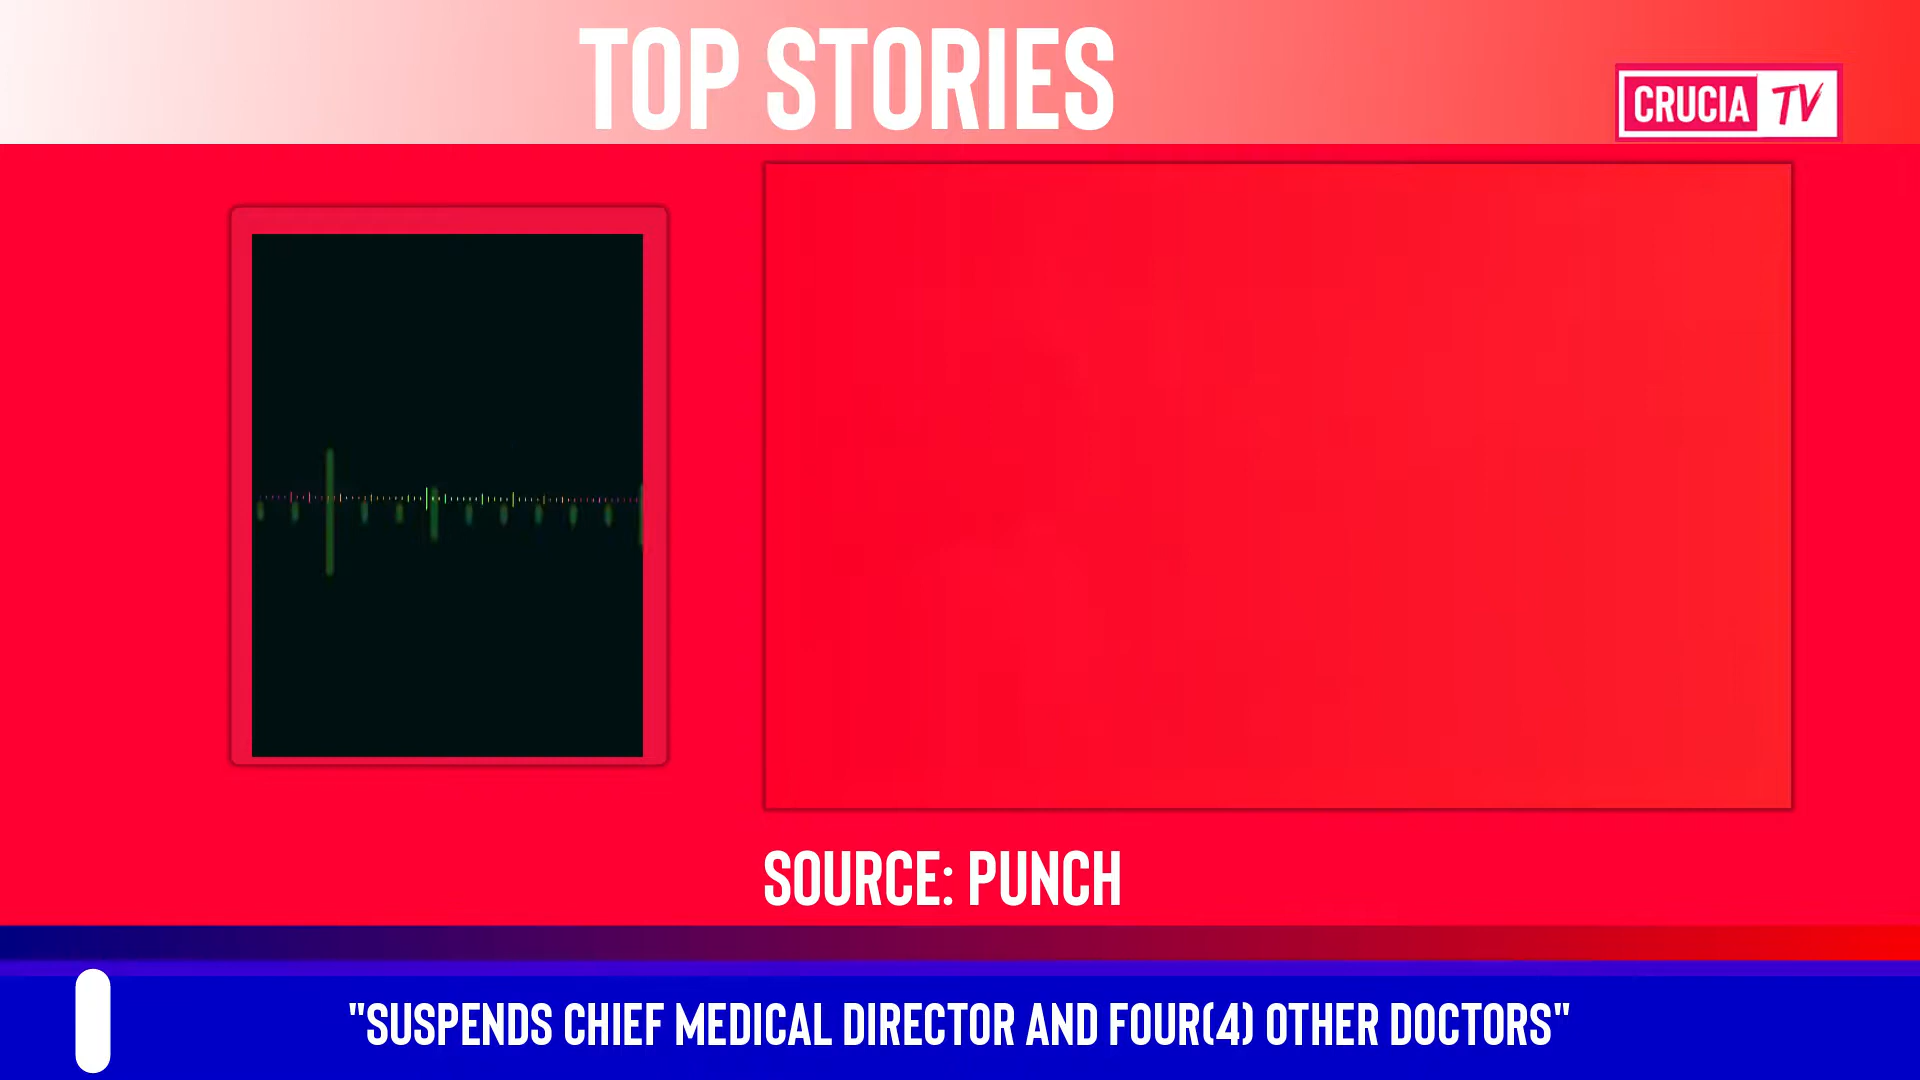 TOP STORIES
CRUCIA TV
SOURCE: PUNCH
"SUSPENDS CHIEF MEDICAL DIRECTOR AND FOUR(4) OTHER DOCTORS"